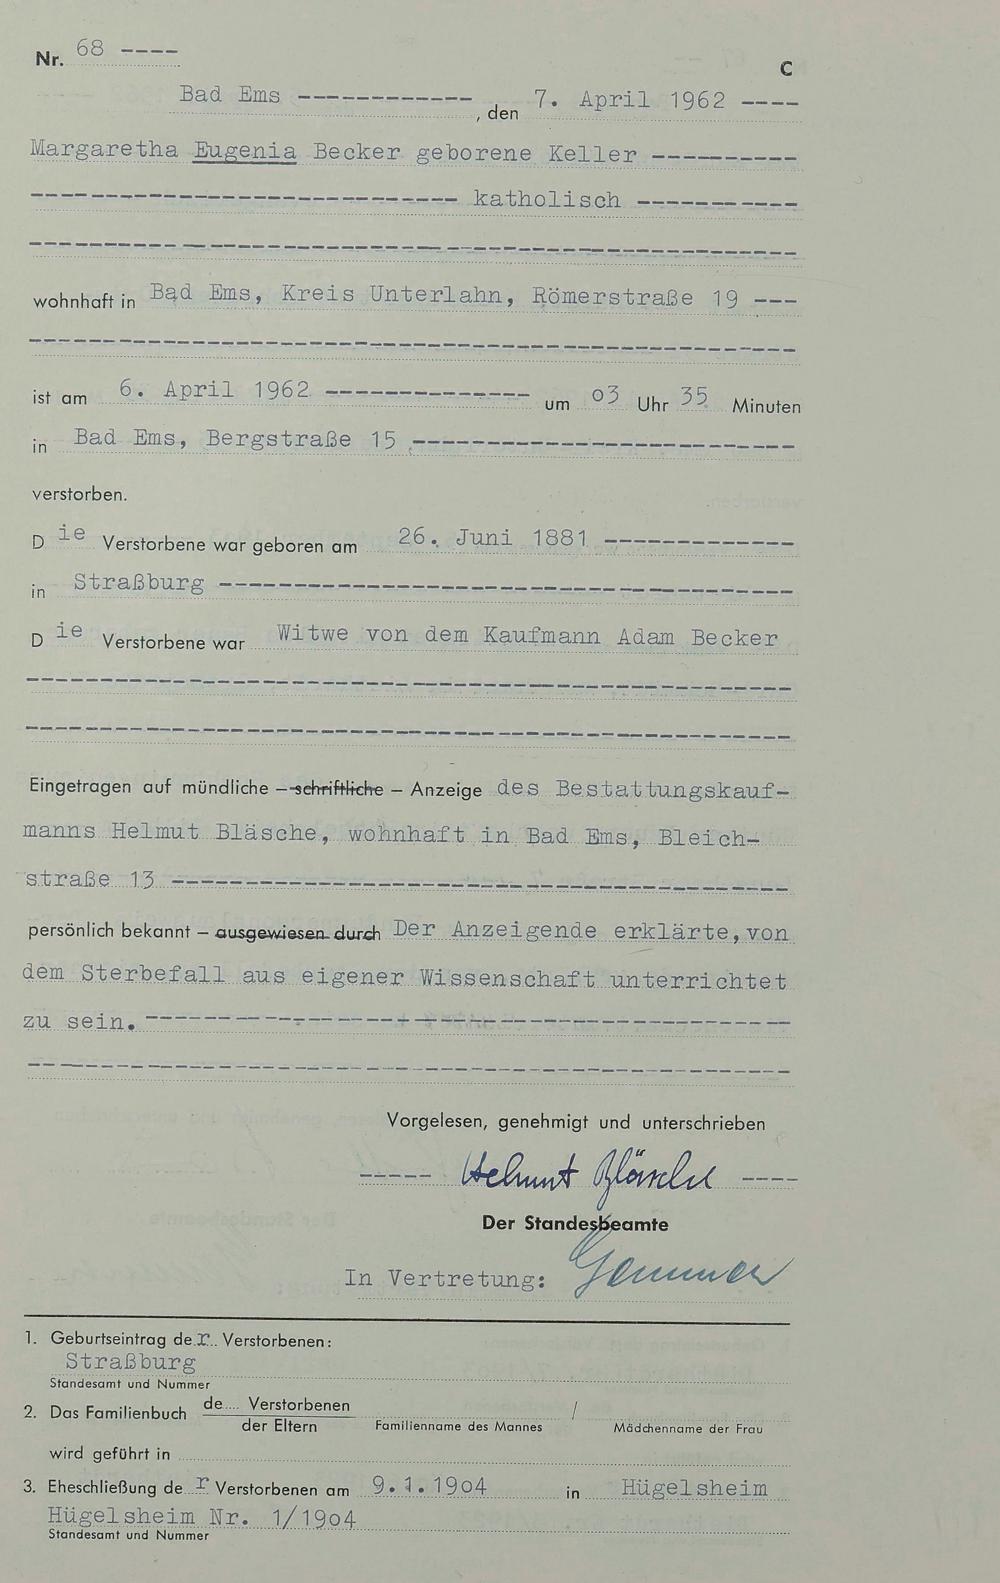 Nr. 68 ----
C
Bad Ems ------------, den 7. April 1962 ----
Margaretha Eugenia Becker geborene Keller ----------
------------------------ katholisch -----------
wohnhaft in Bad Ems, Kreis Unterlahn, Römerstraße 19 ---
ist am 6. April 1962 -------------- um o3 Uhr 35 Minuten
in Bad Ems, Bergstraße 15 ---------------------
verstorben.
Die Verstorbene war geboren am 26. Juni 1881 -------------
in Straßburg -------------------------------
Die Verstorbene war Witwe von dem Kaufmann Adam Becker
Eingetragen auf mündliche – schriftliche – Anzeige des Bestattungskauf-
manns Helmut Bläsche, wohnhaft in Bad Ems, Bleich-
straße 13 ----------------------------------
persönlich bekannt – ausgewiesen durch Der Anzeigende erklärte, von
dem Sterbefall aus eigener Wissenschaft unterrichtet
zu sein. -----------------------------------
Vorgelesen, genehmigt und unterschrieben
----- Helmut Bläsche ----
Der Standesbeamte
In Vertretung:
1. Geburtseintrag der Verstorbenen:
Straßburg
Standesamt und Nummer
2. Das Familienbuch de.... Verstorbenen
der Eltern / Familienname des Mannes Mädchenname der Frau
wird geführt in
3. Eheschließung der Verstorbenen am 9.1.19o4 in Hügelsheim
Hügelsheim Nr. 1/19o4
Standesamt und Nummer